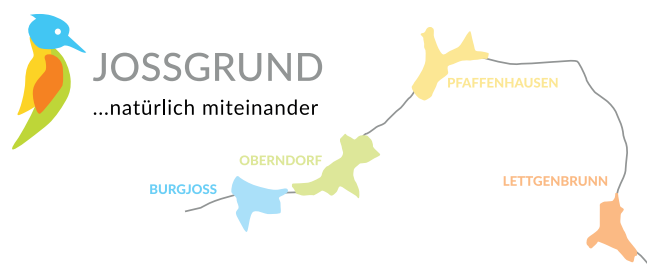 JOSSGRUND
...natürlich miteinander
PFAFFENHAUSEN
OBERNDORF
LETTGENBRUNN
BURGJOSS